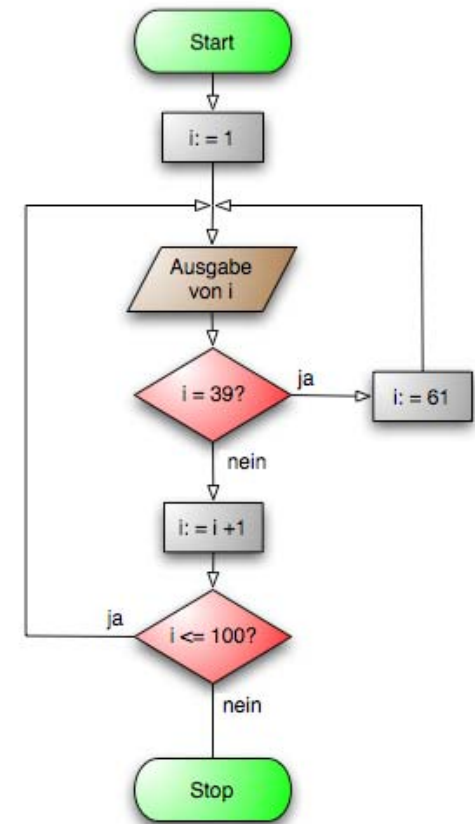 Start
i: = 1
Ausgabe
von i
i = 39?
ja
i: = 61
nein
i: = i +1
i <= 100?
ja
nein
Stop